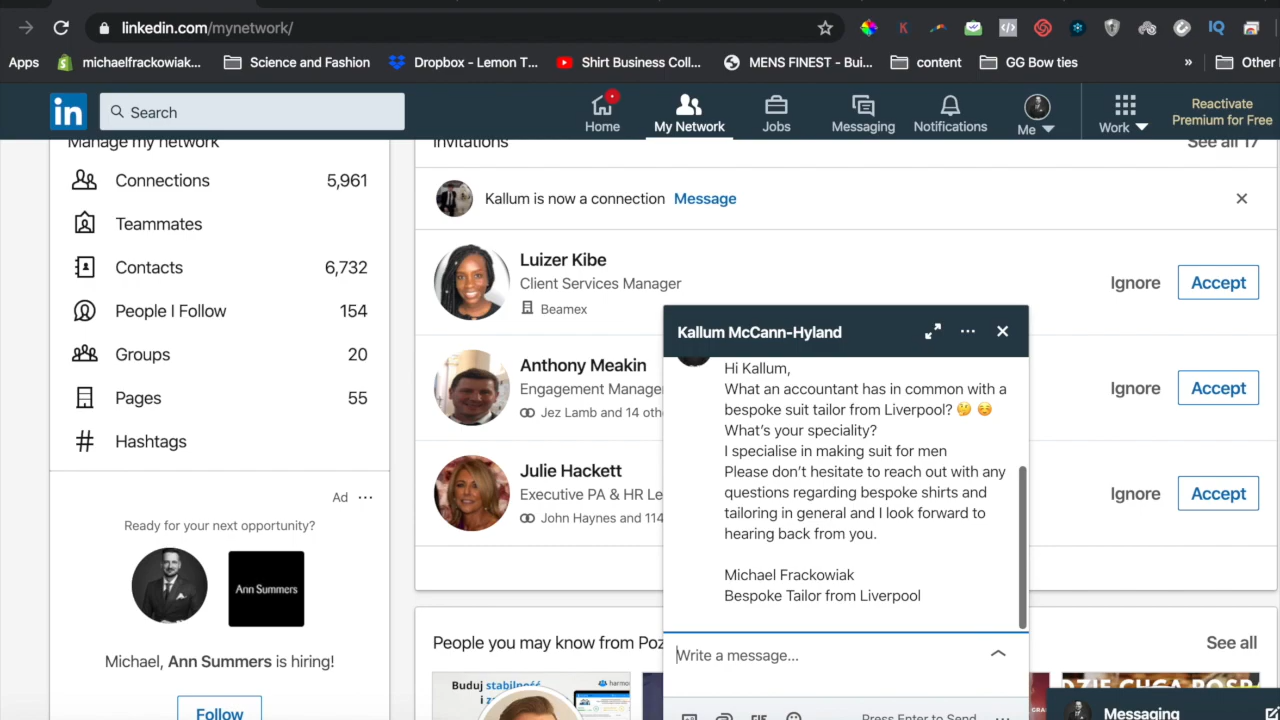 linkedin.com/mynetwork/
Apps
michaelfrackowiak...
Science and Fashion
Dropbox - Lemon T...
Shirt Business Coll...
MENS FINEST - Bui...
content
GG Bow ties
»
Other
in
Search
Home
My Network
Jobs
Messaging
Notifications
Me
Work
Reactivate
Premium for Free
Manage my network
Connections 5,961
Teammates
Contacts 6,732
People I Follow 154
Groups 20
Pages 55
Hashtags
Ad
Ready for your next opportunity?
Ann Summers
Michael, Ann Summers is hiring!
Follow
Invitations
See all 17
Kallum is now a connection Message
Luizer Kibe
Client Services Manager
Beamex
Ignore Accept
Anthony Meakin
Engagement Manage
Jez Lamb and 14 oth
Ignore Accept
Julie Hackett
Executive PA & HR Le
John Haynes and 114
Ignore Accept
Kallum McCann-Hyland
Hi Kallum,
What an accountant has in common with a
bespoke suit tailor from Liverpool? 🤔 ☺️
What's your speciality?
I specialise in making suit for men
Please don't hesitate to reach out with any
questions regarding bespoke shirts and
tailoring in general and I look forward to
hearing back from you.
Michael Frackowiak
Bespoke Tailor from Liverpool
Write a message...
GIF
Press Enter to Send
People you may know from Poz
See all
Buduj stabilność
harmo
DZIE CHCĄ POSP
Messaging